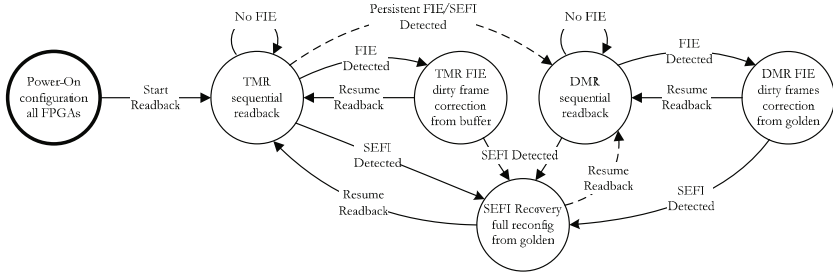 Persistent FIE/SEFI
Detected
No FIE
No FIE
FIE
Detected
FIE
Detected
Power-On
configuration
all FPGAs
Start
Readback
TMR
sequential
readback
Resume
Readback
TMR FIE
dirty frame
correction
from buffer
DMR
sequential
readback
Resume
Readback
DMR FIE
dirty frames
correction
from golden
SEFI
Detected
SEFI Detected
Resume
Readback
Resume
Readback
SEFI
Detected
SEFI Recovery
full reconfig
from golden